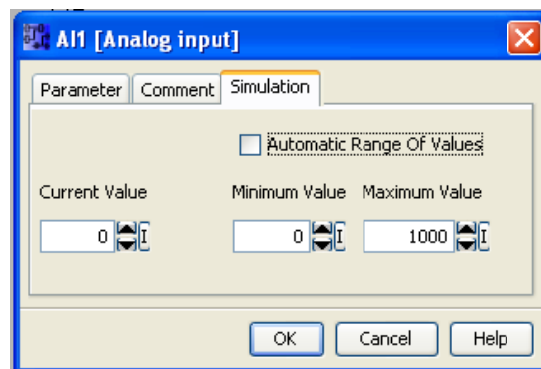 AI1 [Analog input]
Parameter Comment Simulation
Automatic Range Of Values
Current Value Minimum Value Maximum Value
0 0 1000
OK Cancel Help